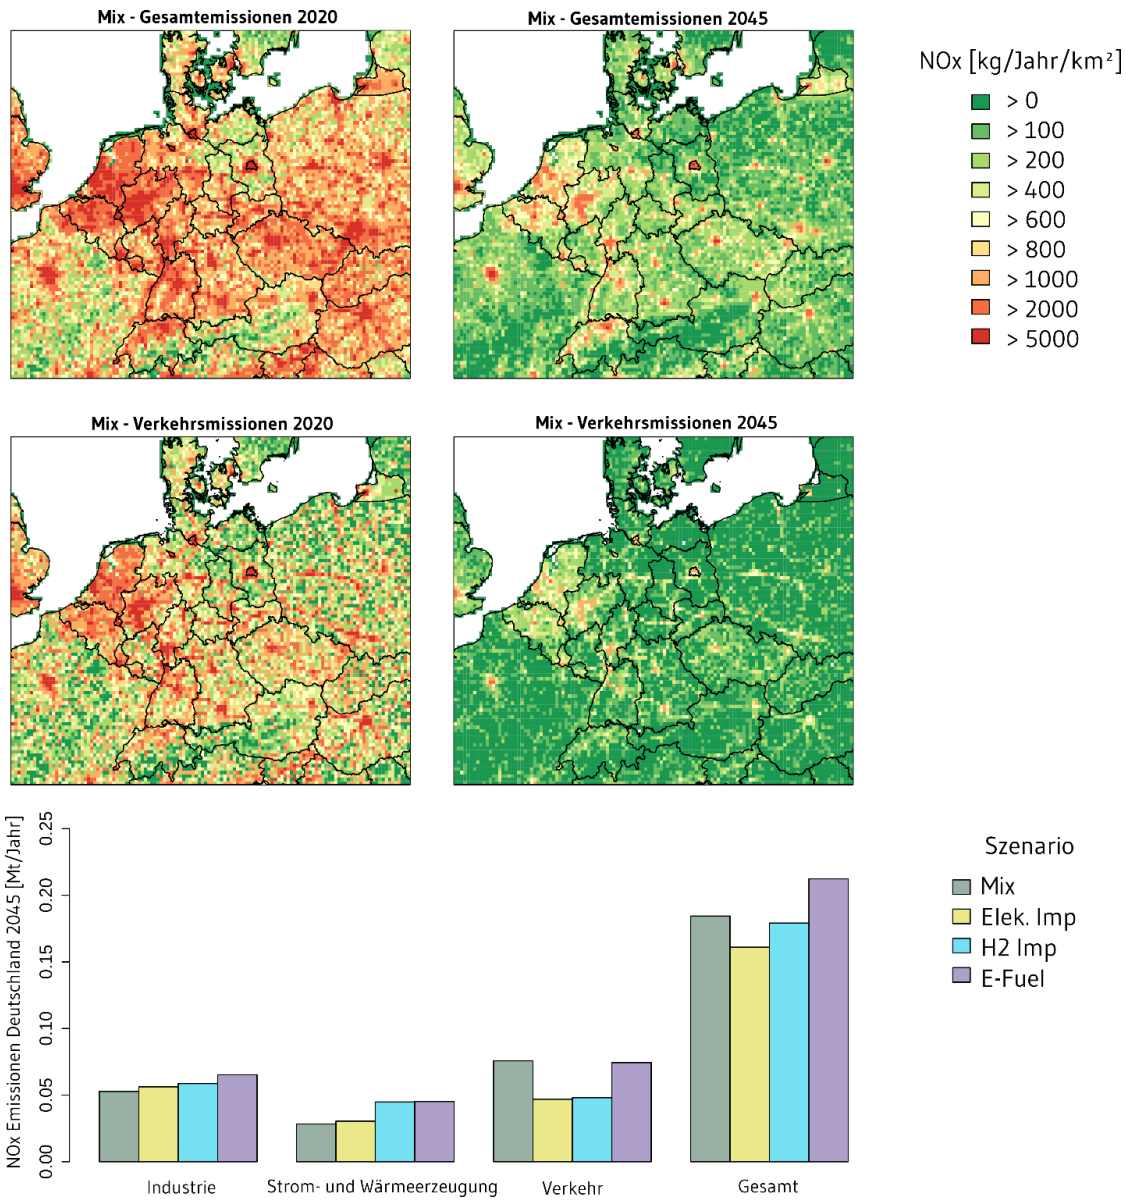 Mix - Gesamtemissionen 2020
Mix - Gesamtemissionen 2045
NOx [kg/Jahr/km²]
> 0
> 100
> 200
> 400
> 600
> 800
> 1000
> 2000
> 5000
Mix - Verkehrsmissionen 2020
Mix - Verkehrsmissionen 2045
NOx Emissionen Deutschland 2045 [Mt/Jahr]
0.25
0.20
0.15
0.10
0.05
0.00
Industrie
Strom- und Wärmeerzeugung
Verkehr
Gesamt
Szenario
Mix
Elek. Imp
H2 Imp
E-Fuel